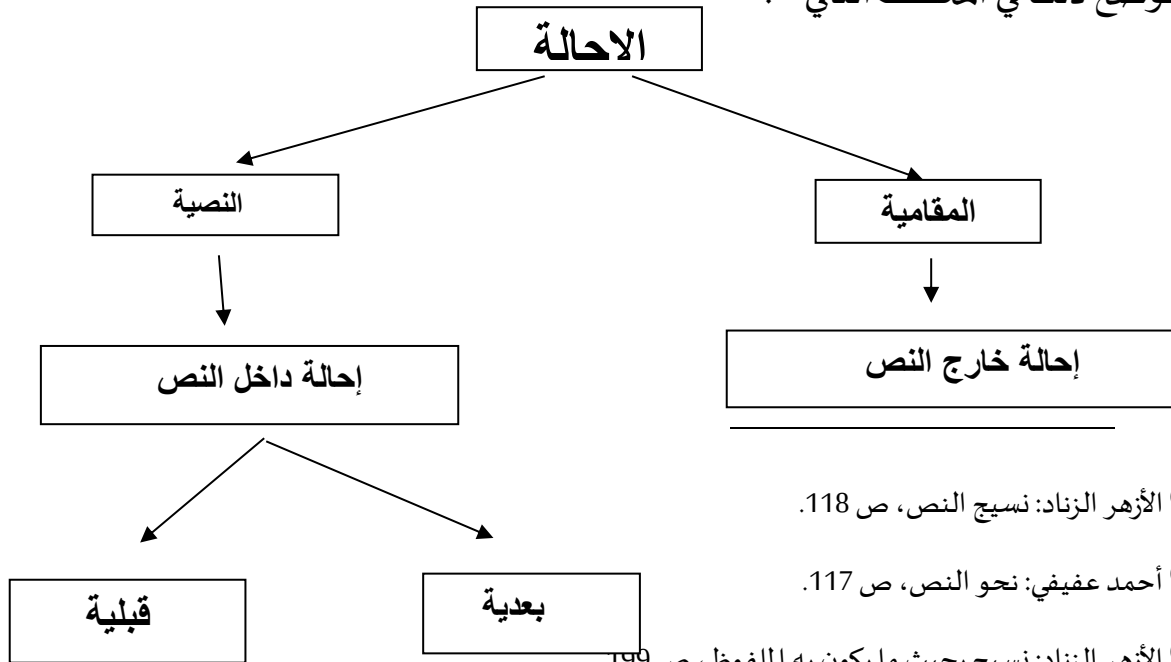 الاحالة
المقامية
النصية
إحالة خارج النص
إحالة داخل النص
بعدية
قبلية
الأزهر الزناد: نسيج النص، ص 118.
أحمد عفيفي: نحو النص، ص 117.